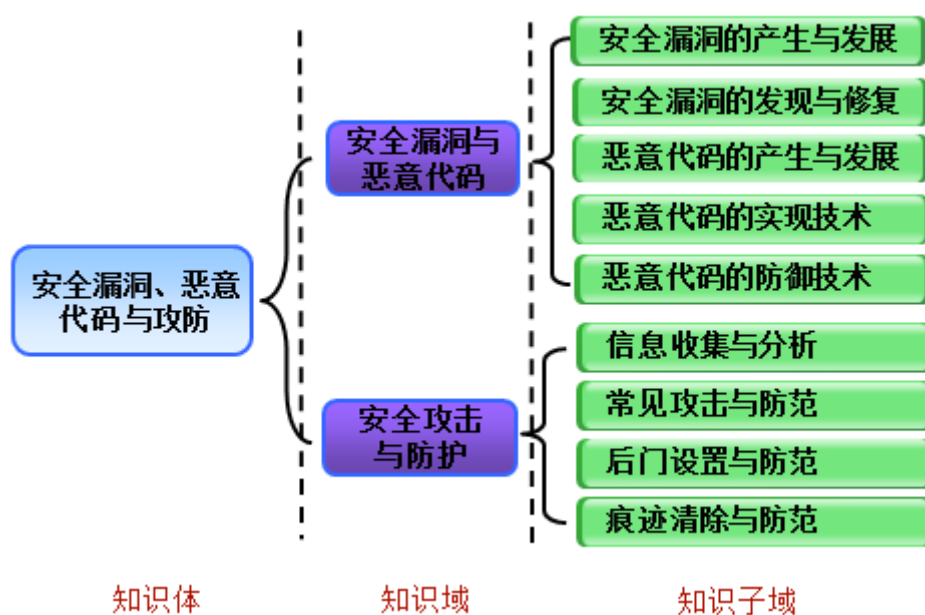 安全漏洞、恶意
代码与攻防
安全漏洞与
恶意代码
安全漏洞的产生与发展
安全漏洞的发现与修复
恶意代码的产生与发展
恶意代码的实现技术
恶意代码的防御技术
安全攻击
与防护
信息收集与分析
常见攻击与防范
后门设置与防范
痕迹清除与防范
知识体
知识域
知识子域